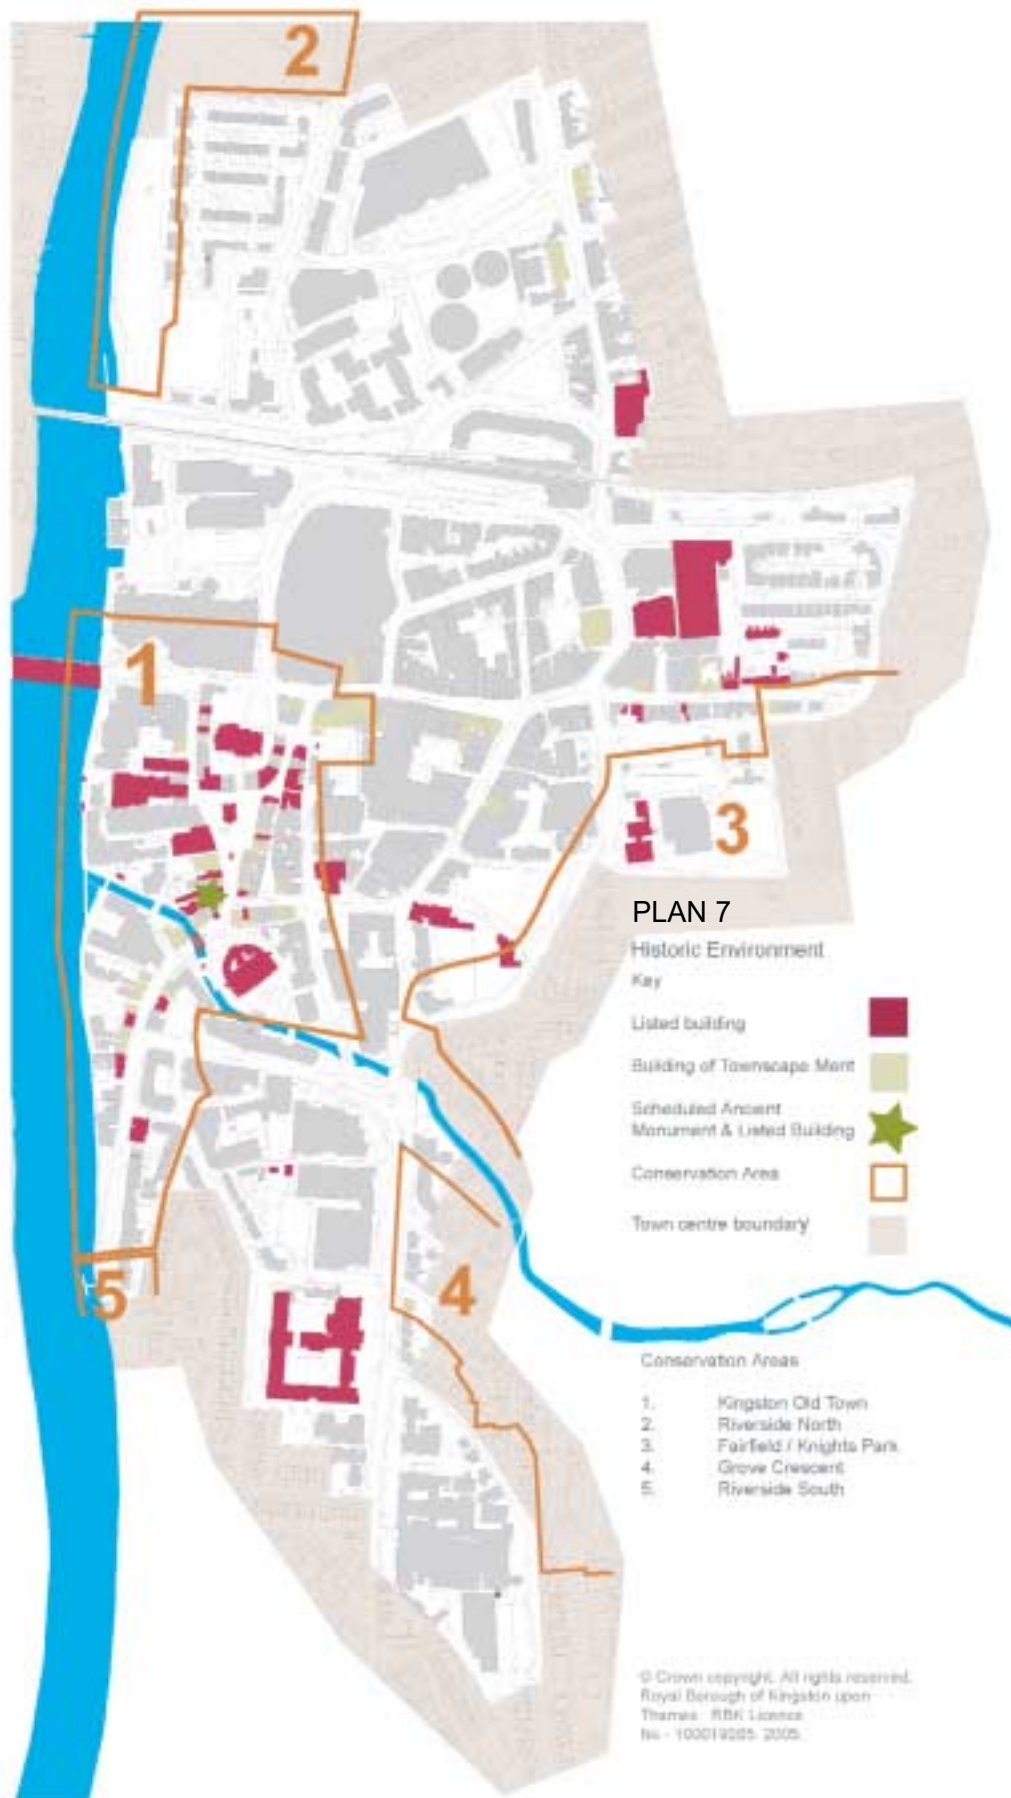 2
1
3
PLAN 7
Historic Environment
Key
Listed building
Building of Townscape Merit
Scheduled Ancient
Monument & Listed Building
Conservation Area
Town centre boundary
5
4
Conservation Areas
1. Kingston Old Town
2. Riverside North
3. Fairfield / Knights Park
4. Grove Crescent
5. Riverside South
© Crown copyright. All rights reserved.
Royal Borough of Kingston upon
Thames. RBK Licence
No - 100019285. 2005.